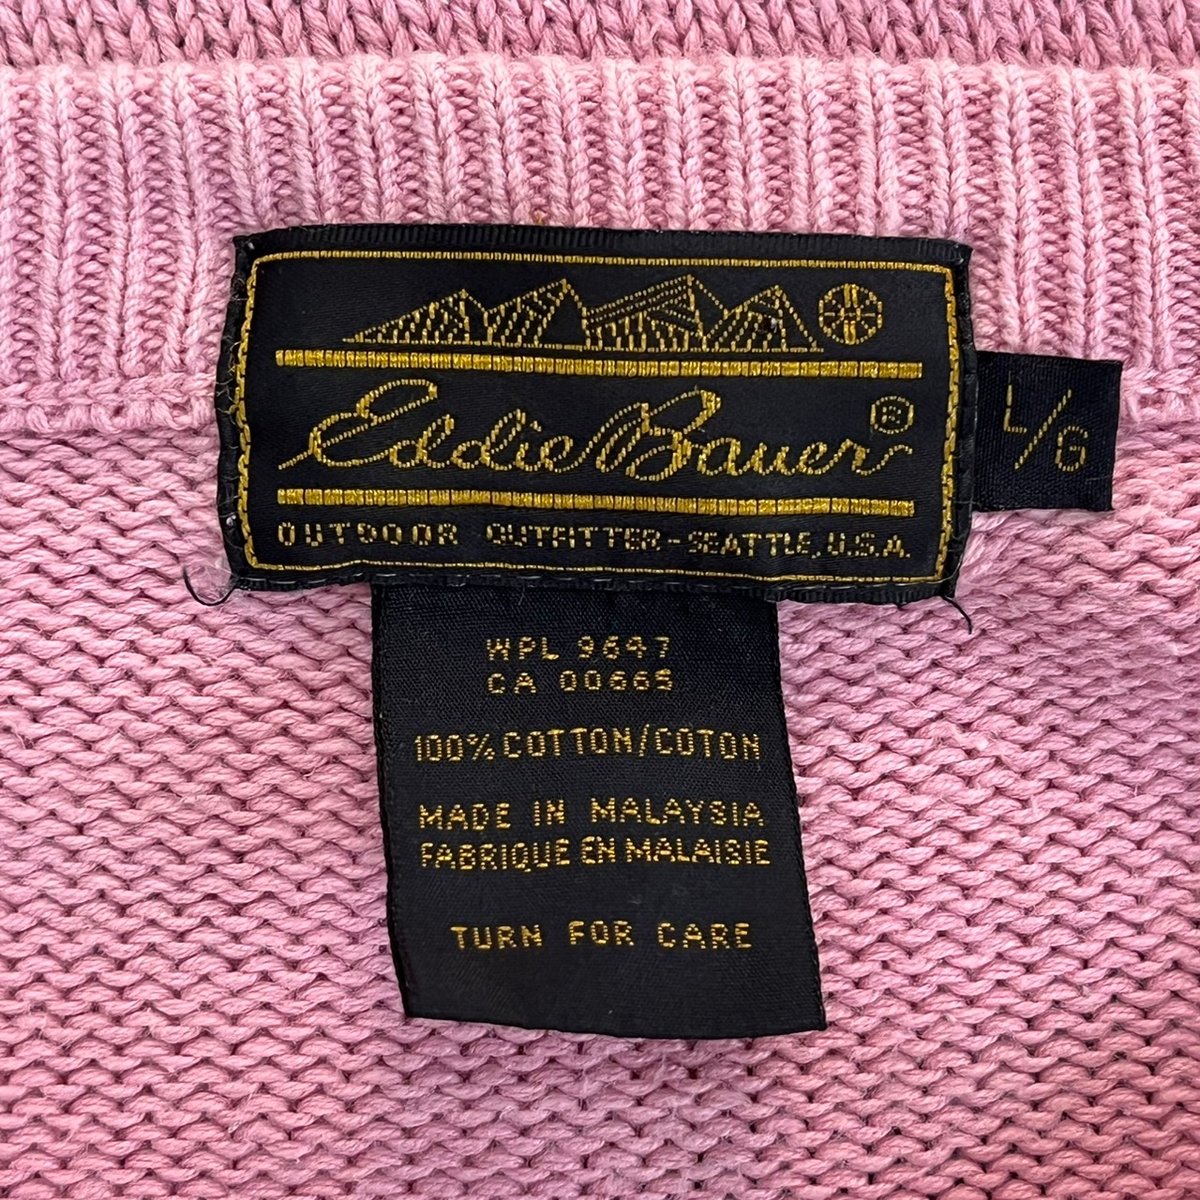 Eddie Bauer®
OUTDOOR OUTFITTER-SEATTLE, U.S.A.
L/G
WPL 9647
CA 00665
100% COTTON/COTON
MADE IN MALAYSIA
FABRIQUE EN MALAISIE
TURN FOR CARE